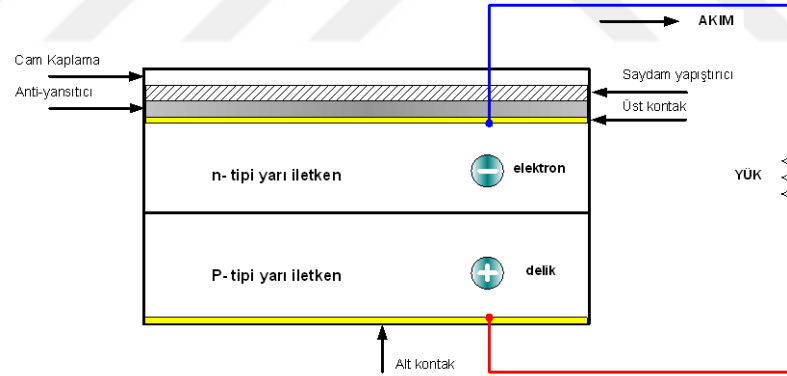 AKIM
Cam Kaplama
Saydam yapıştırıcı
Anti-yansıtıcı
Üst kontak
n- tipi yarı iletken
elektron
YÜK
P- tipi yarı iletken
delik
Alt kontak